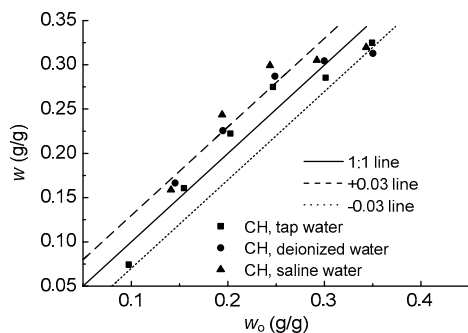 w (g/g)
0.30
0.25
0.20
0.15
0.10
0.05
1:1 line
+0.03 line
-0.03 line
CH, tap water
CH, deionized water
CH, saline water
0.1
0.2
0.3
0.4
wo (g/g)